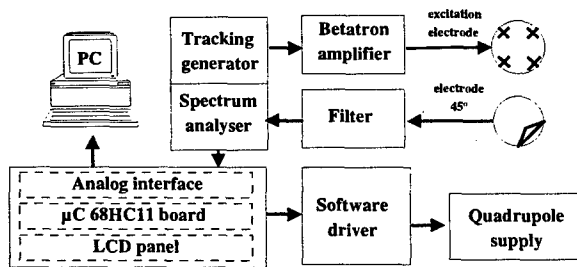 PC
Tracking
generator
Betatron
amplifier
excitation
electrode
Spectrum
analyser
Filter
electrode
45°
Analog interface
µC 68HC11 board
LCD panel
Software
driver
Quadrupole
supply